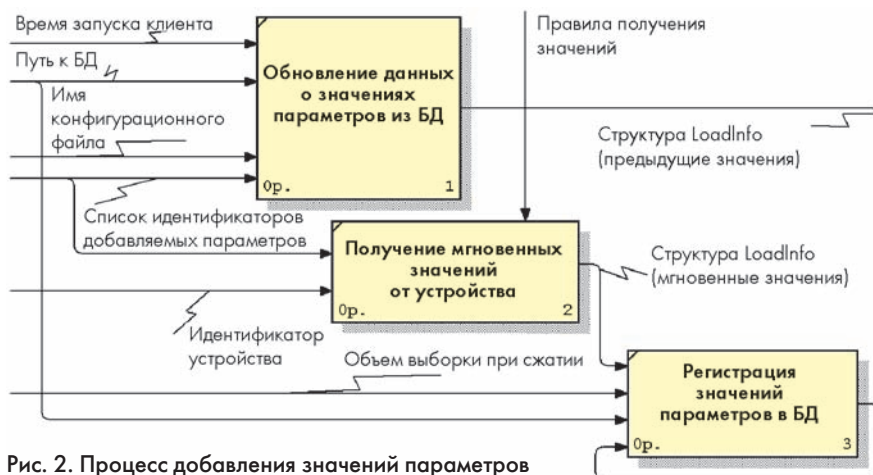 Время запуска клиента
Путь к БД
Имя
конфигурационного
файла
Обновление данных
о значениях
параметров из БД
0р.
1
Правила получения
значений
Структура LoadInfo
(предыдущие значения)
Список идентификаторов
добавляемых параметров
Получение мгновенных
значений
от устройства
0р.
2
Структура LoadInfo
(мгновенные значения)
Идентификатор
устройства
Объем выборки при сжатии
Регистрация
значений
параметров в БД
0р.
3
Рис. 2. Процесс добавления значений параметров